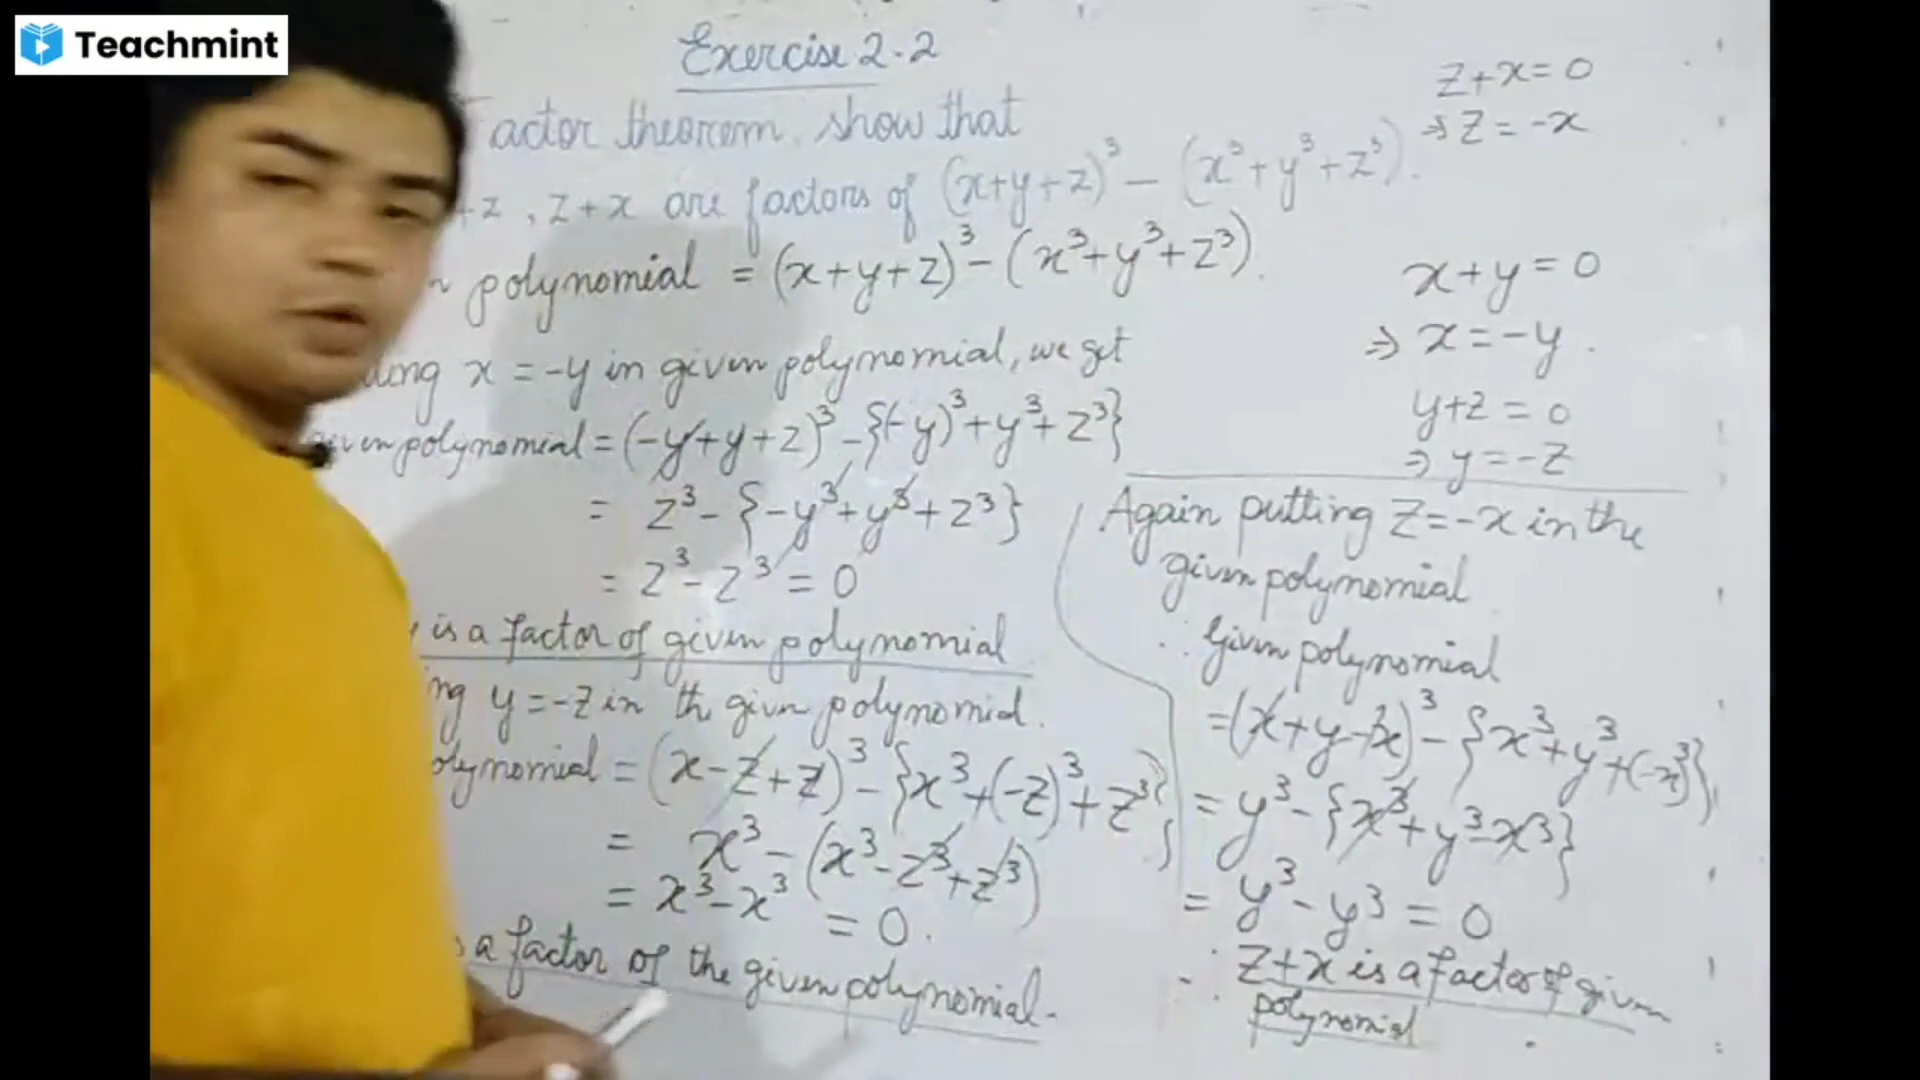 Teachmint
Exercise 2.2
actor theorem, show that
+z, z+x are factors of (x+y+z)³ − (x³+y³+z³).
polynomial = (x+y+z)³ − (x³+y³+z³).
x = −y in given polynomial, we get
polynomial = (−y+y+z)³ − {(−y)³+y³+z³}
= z³ − {−y³+y³+z³}
= z³ − z³ = 0
is a factor of given polynomial
y = −z in th given polynomial.
olynomial = (x−z+z)³ − {x³+(−z)³+z³}
= x³ − (x³−z³+z³)
= x³−x³ = 0.
a factor of the given polynomial.
z+x = 0
⇒ z = −x
x+y = 0
⇒ x = −y.
y+z = 0
⇒ y = −z
Again putting z = −x in the
given polynomial
∴ Given polynomial
= (x+y−x)³ − {x³+y³+(−x)³}
= y³ − {x³+y³−x³}
= y³ − y³ = 0
∴ z+x is a factor of given
polynomial